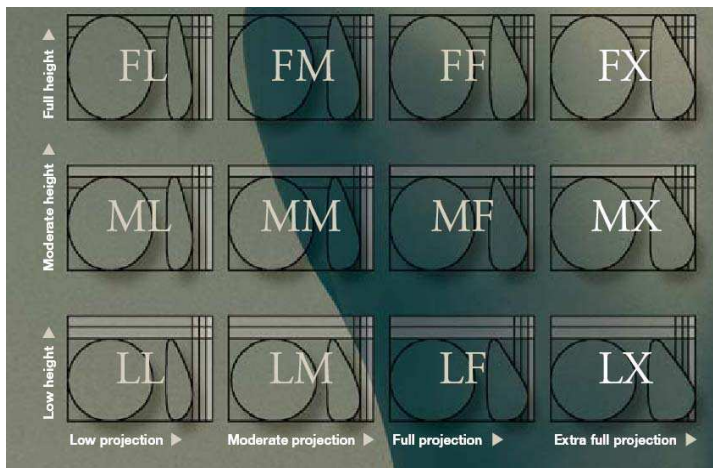 Full height
FL FM FF FX
Moderate height
ML MM MF MX
Low height
LL LM LF LX
Low projection Moderate projection Full projection Extra full projection